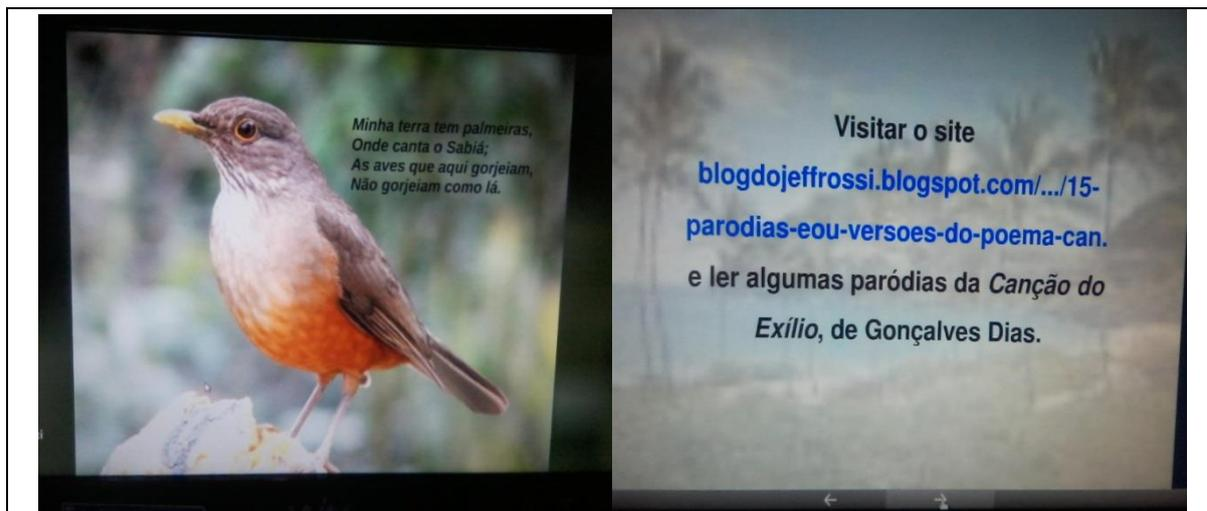 Minha terra tem palmeiras,
Onde canta o Sabiá;
As aves que aqui gorjeiam,
Não gorjeiam como lá.
Visitar o site
blogdojeffrossi.blogspot.com/.../15-
parodias-eou-versoes-do-poema-can.
e ler algumas paródias da Canção do
Exílio, de Gonçalves Dias.